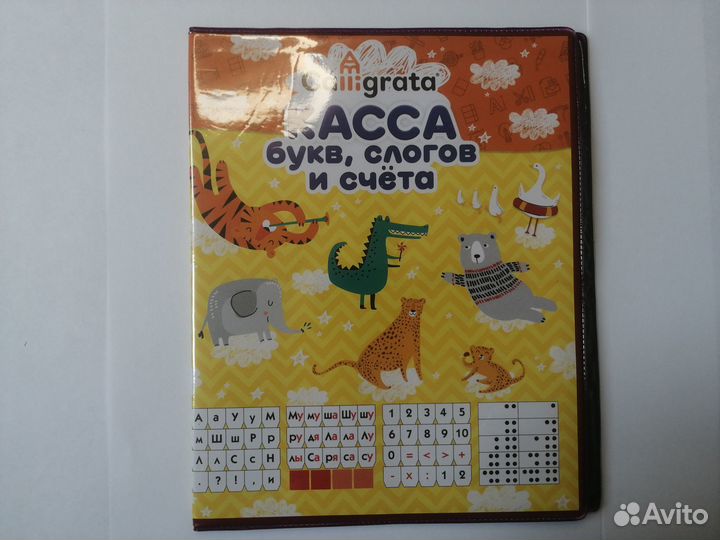 Calligrata
КАССА
букв, слогов
и счёта
А а У у М
м Ш ш Р р
Л л С с Н
. ? ! , и
Му му ша Шу шу
ру дя Ла ла Лу
лы Са ря са су
1 2 3 4 5
6 7 8 9 10
0 = < > +
- x : 1 2
Avito